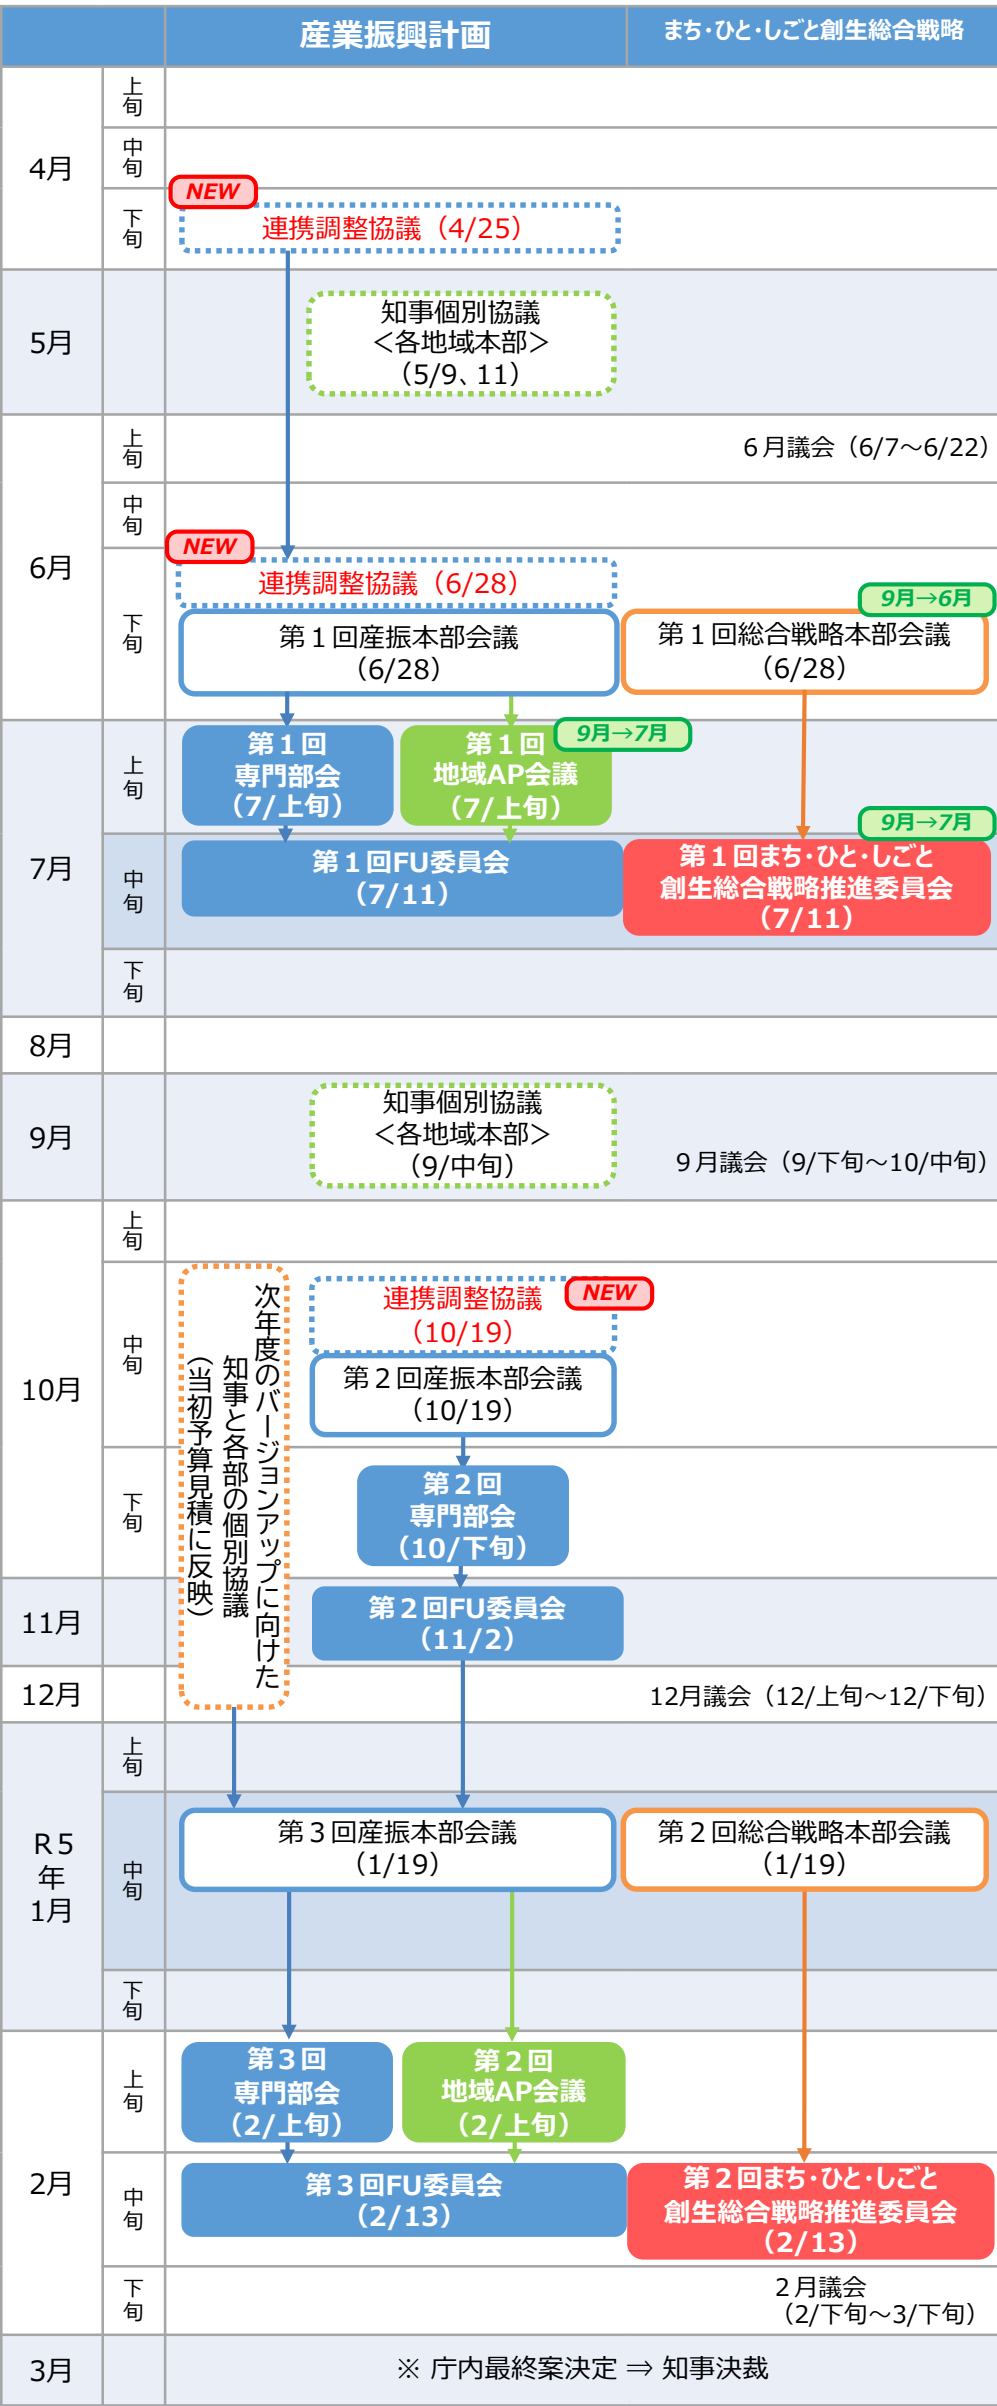 産業振興計画
まち・ひと・しごと創生総合戦略
4月
上旬
中旬
下旬
NEW
連携調整協議（4/25）
5月
知事個別協議
＜各地域本部＞
（5/9、11）
6月
上旬
６月議会（6/7～6/22）
中旬
下旬
NEW
連携調整協議（6/28）
9月→6月
第１回産振本部会議
（6/28）
第１回総合戦略本部会議
（6/28）
7月
上旬
第１回
専門部会
（7/上旬）
9月→7月
第１回
地域AP会議
（7/上旬）
中旬
9月→7月
第１回FU委員会
（7/11）
第１回まち・ひと・しごと
創生総合戦略推進委員会
（7/11）
下旬
8月
9月
知事個別協議
＜各地域本部＞
（9/中旬）
９月議会（9/下旬～10/中旬）
10月
上旬
中旬
次年度のバージョンアップに向けた
知事と各部の個別協議
（当初予算見積に反映）
NEW
連携調整協議
（10/19）
第２回産振本部会議
（10/19）
下旬
第２回
専門部会
（10/下旬）
11月
第２回FU委員会
（11/2）
12月
12月議会（12/上旬～12/下旬）
Ｒ5
年
1月
上旬
中旬
第３回産振本部会議
（1/19）
第２回総合戦略本部会議
（1/19）
下旬
2月
上旬
第３回
専門部会
（2/上旬）
第２回
地域AP会議
（2/上旬）
中旬
第３回FU委員会
（2/13）
第２回まち・ひと・しごと
創生総合戦略推進委員会
（2/13）
下旬
２月議会
（2/下旬～3/下旬）
3月
※ 庁内最終案決定 ⇒ 知事決裁